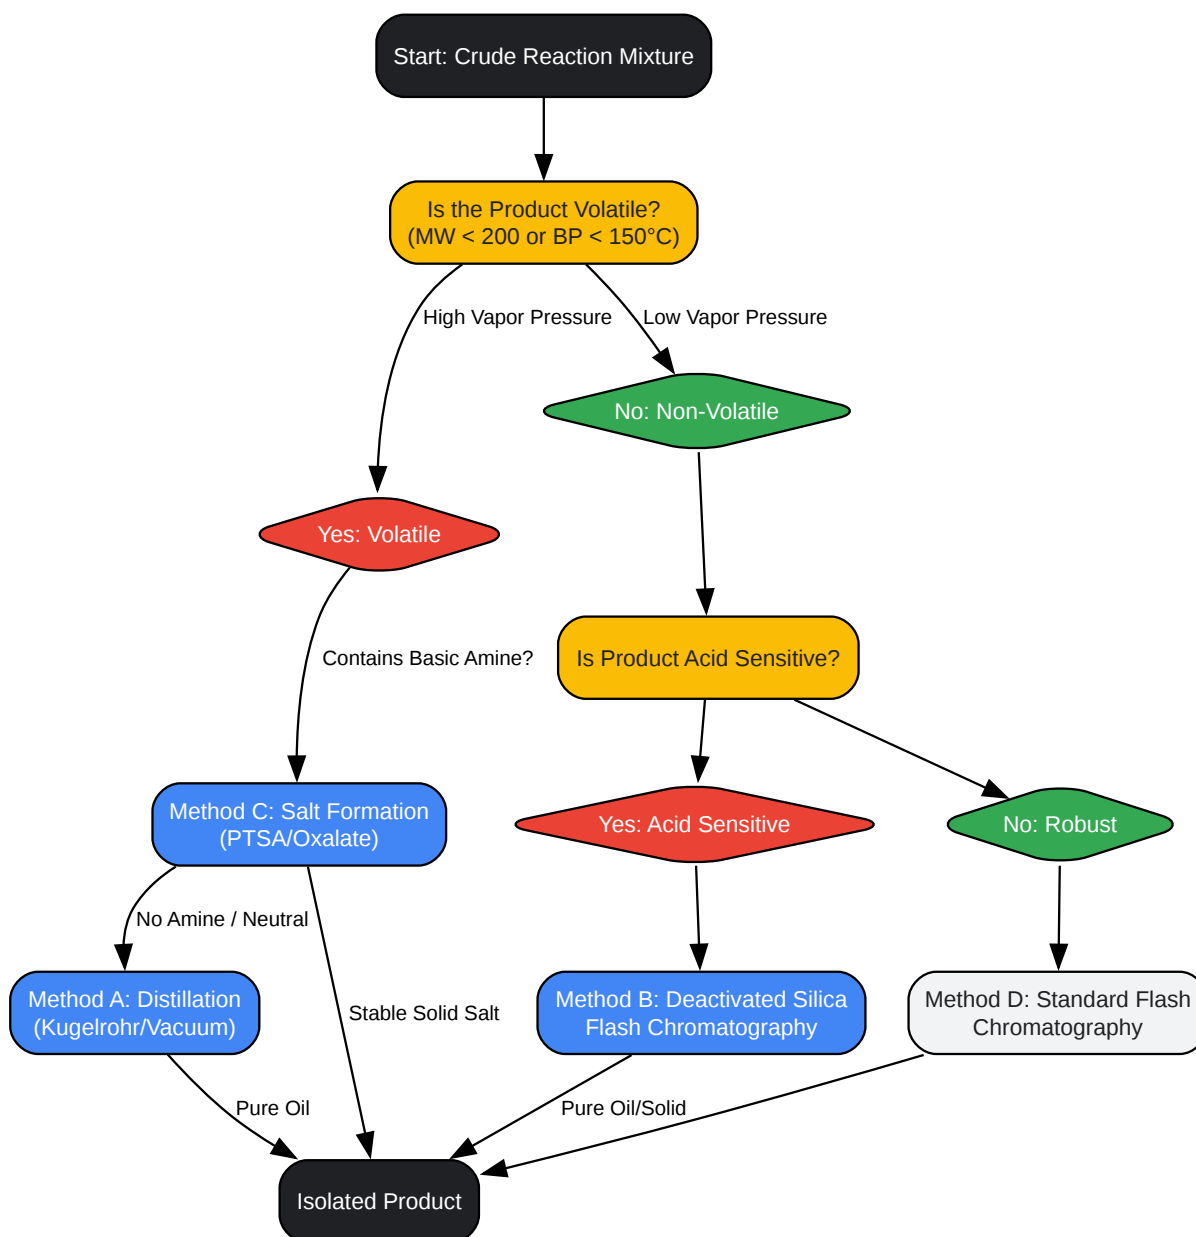 Start: Crude Reaction Mixture
Is the Product Volatile?
(MW < 200 or BP < 150°C)
High Vapor Pressure
Low Vapor Pressure
No: Non-Volatile
Yes: Volatile
Contains Basic Amine?
Is Product Acid Sensitive?
Method C: Salt Formation
(PTSA/Oxalate)
Yes: Acid Sensitive
No: Robust
No Amine / Neutral
Method A: Distillation
(Kugelrohr/Vacuum)
Stable Solid Salt
Method B: Deactivated Silica
Flash Chromatography
Method D: Standard Flash
Chromatography
Pure Oil
Pure Oil/Solid
Isolated Product